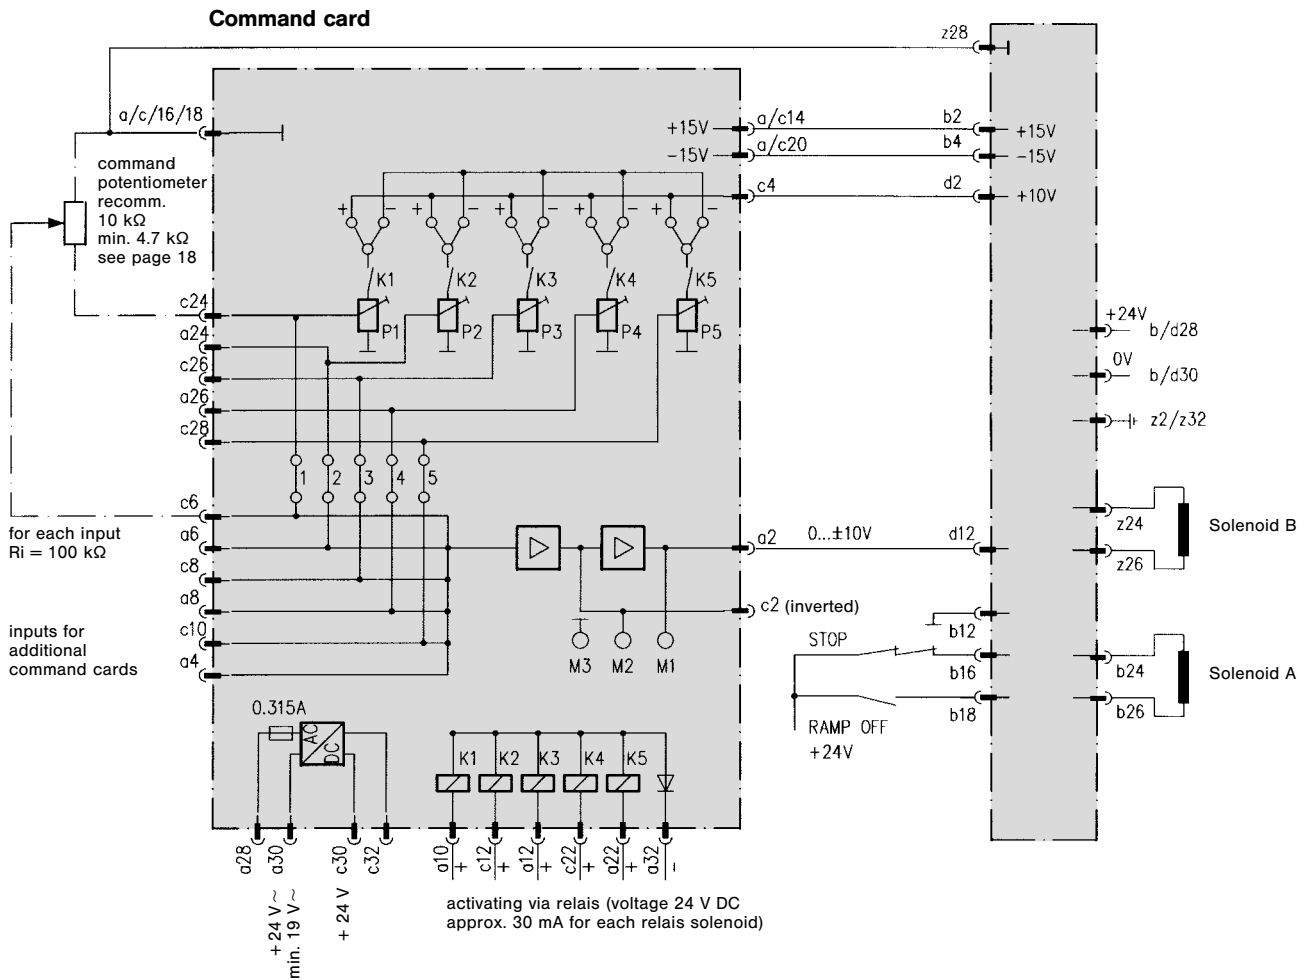 Command card
z28
a/c/16/18
+15V
a/c14
b2
+15V
-15V
a/c20
b4
-15V
c4
d2
+10V
command
potentiometer
recomm.
10 kΩ
min. 4.7 kΩ
see page 18
+ - + - + - + - + -
K1 K2 K3 K4 K5
P1 P2 P3 P4 P5
c24
a24
c26
a26
c28
1 2 3 4 5
+24V
b/d28
0V
b/d30
z2/z32
c6
for each input
Ri = 100 kΩ
a6
c8
a8
c10
a4
inputs for
additional
command cards
a2
0...±10V
d12
c2 (inverted)
M3 M2 M1
z24
z26
Solenoid B
b12
STOP
b16
b18
RAMP OFF
+24V
b24
b26
Solenoid A
0.315A
AC
DC
K1 K2 K3 K4 K5
a28 a30 c30 c32
+24 V ~
min. 19 V ~
+24 V
a10 c12 a12 c22 a22 a32
+ + + + + -
activating via relais (voltage 24 V DC
approx. 30 mA for each relais solenoid)